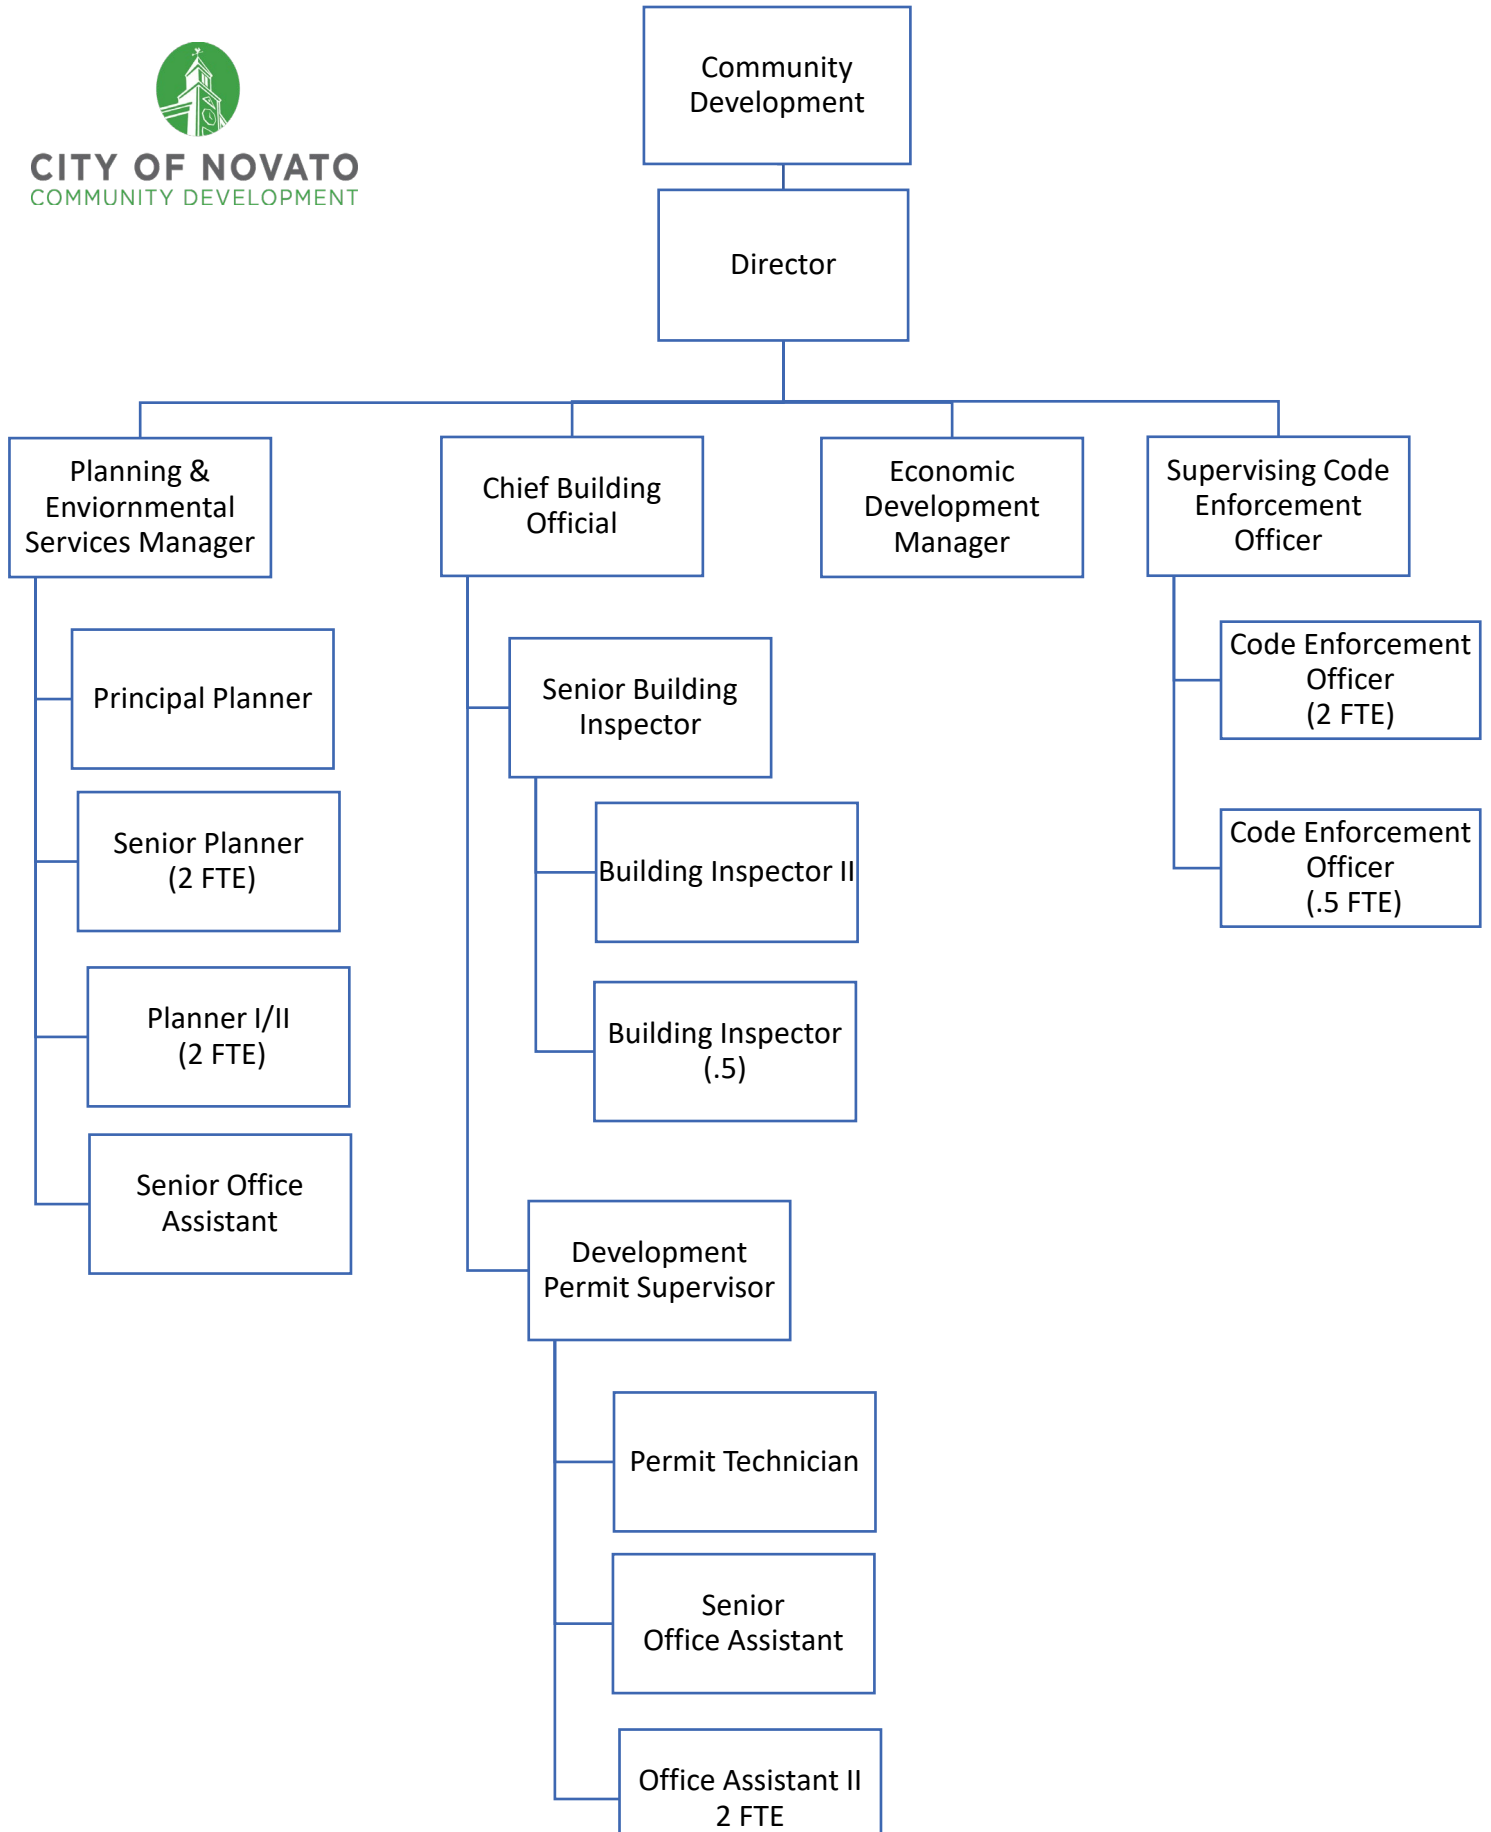 CITY OF NOVATO
COMMUNITY DEVELOPMENT
Community
Development
Director
Planning &
Enviornmental
Services Manager
Principal Planner
Senior Planner
(2 FTE)
Planner I/II
(2 FTE)
Senior Office
Assistant
Chief Building
Official
Senior Building
Inspector
Building Inspector II
Building Inspector
(.5)
Development
Permit Supervisor
Permit Technician
Senior
Office Assistant
Office Assistant II
2 FTE
Economic
Development
Manager
Supervising Code
Enforcement
Officer
Code Enforcement
Officer
(2 FTE)
Code Enforcement
Officer
(.5 FTE)